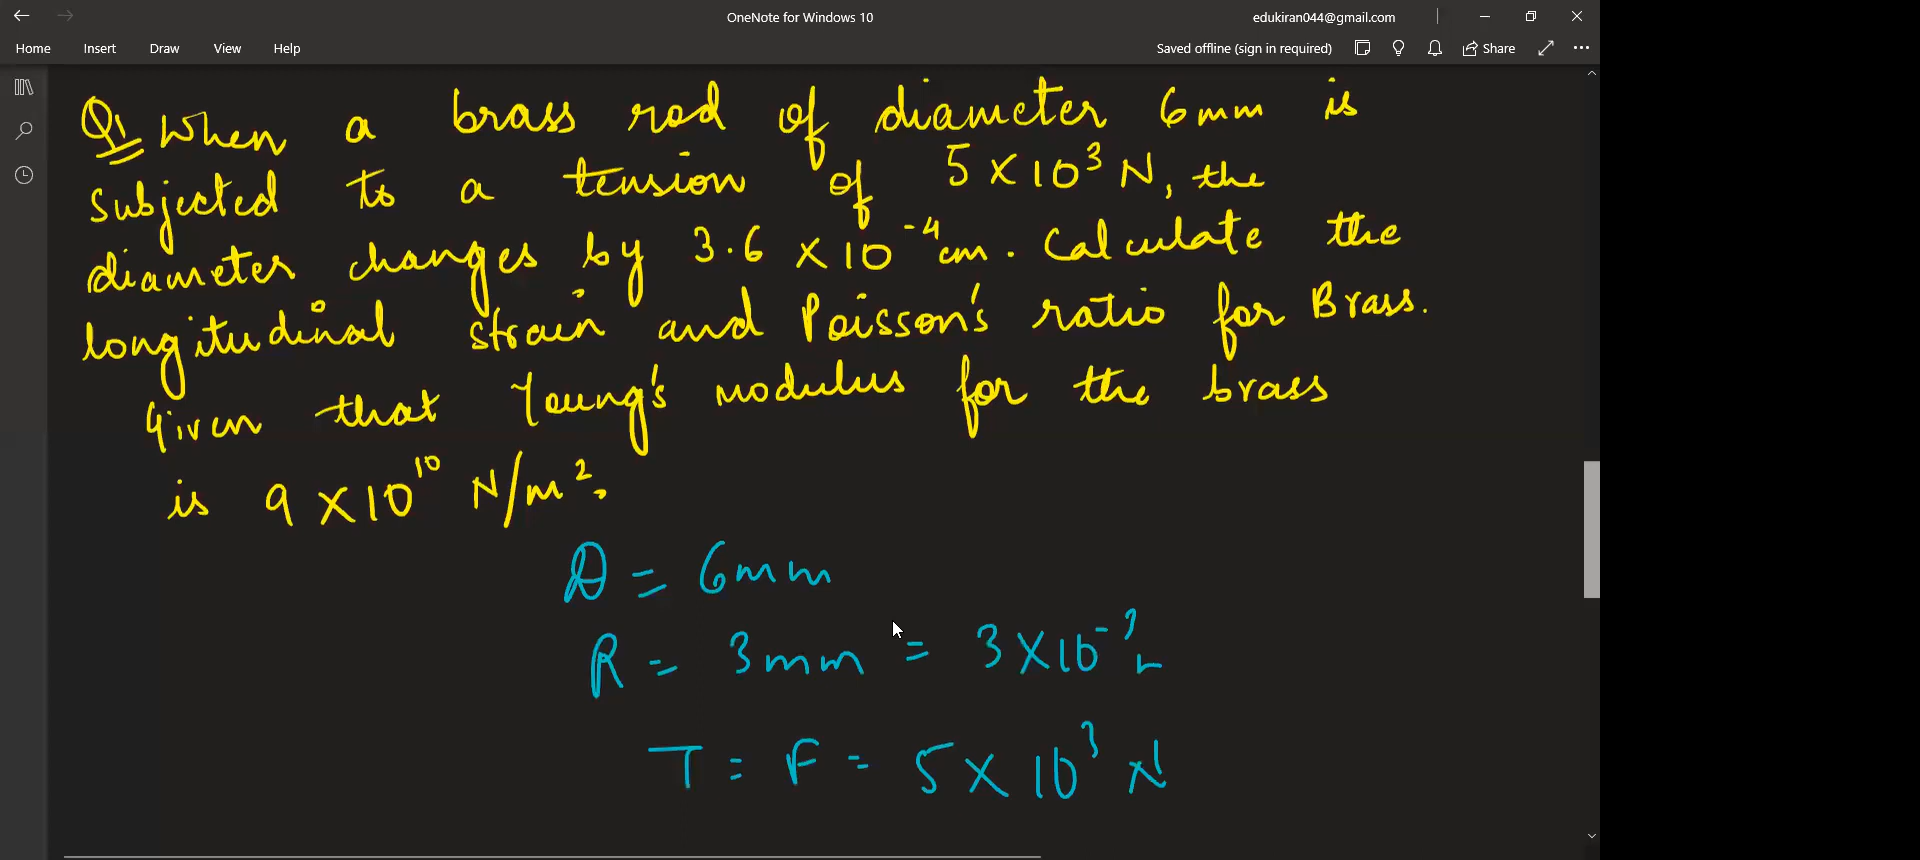 OneNote for Windows 10
edukiran044@gmail.com
Home Insert Draw View Help
Saved offline (sign in required)
Share
Q1 When a brass rod of diameter 6mm is
subjected to a tension of 5 × 10³ N, the
diameter changes by 3.6 × 10⁻⁴ cm. Calculate the
longitudinal strain and Poisson's ratio for Brass.
Given that Young's modulus for the brass
is 9 × 10¹⁰ N/m².
D = 6mm
R = 3mm = 3 × 10⁻³
T = F = 5 × 10³ N